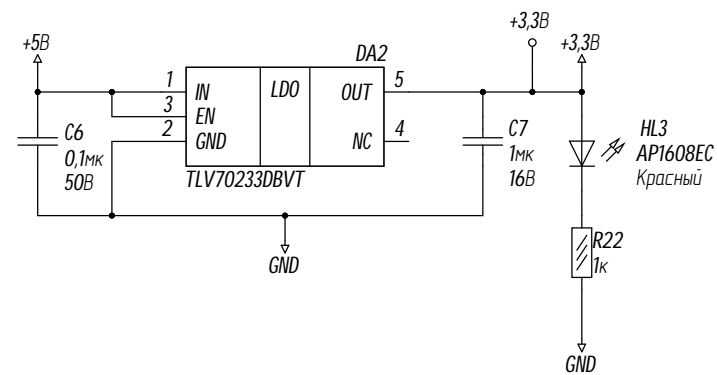 +5В
C6
0,1мк
50В
DA2
1
IN
LDO
OUT
5
3
EN
2
GND
NC
4
TLV70233DBVT
GND
+3,3В
+3,3В
C7
1мк
16В
HL3
AP1608EC
Красный
R22
1к
GND